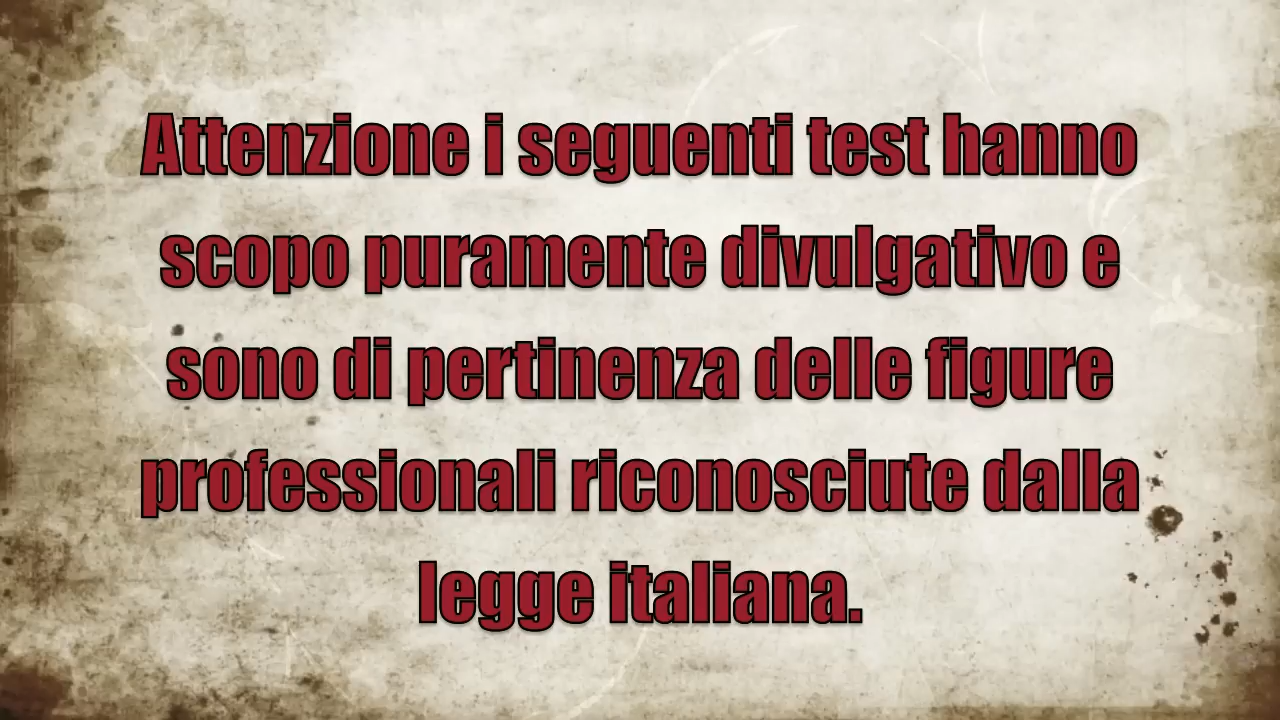 Attenzione i seguenti test hanno
scopo puramente divulgativo e
sono di pertinenza delle figure
professionali riconosciute dalla
legge italiana.